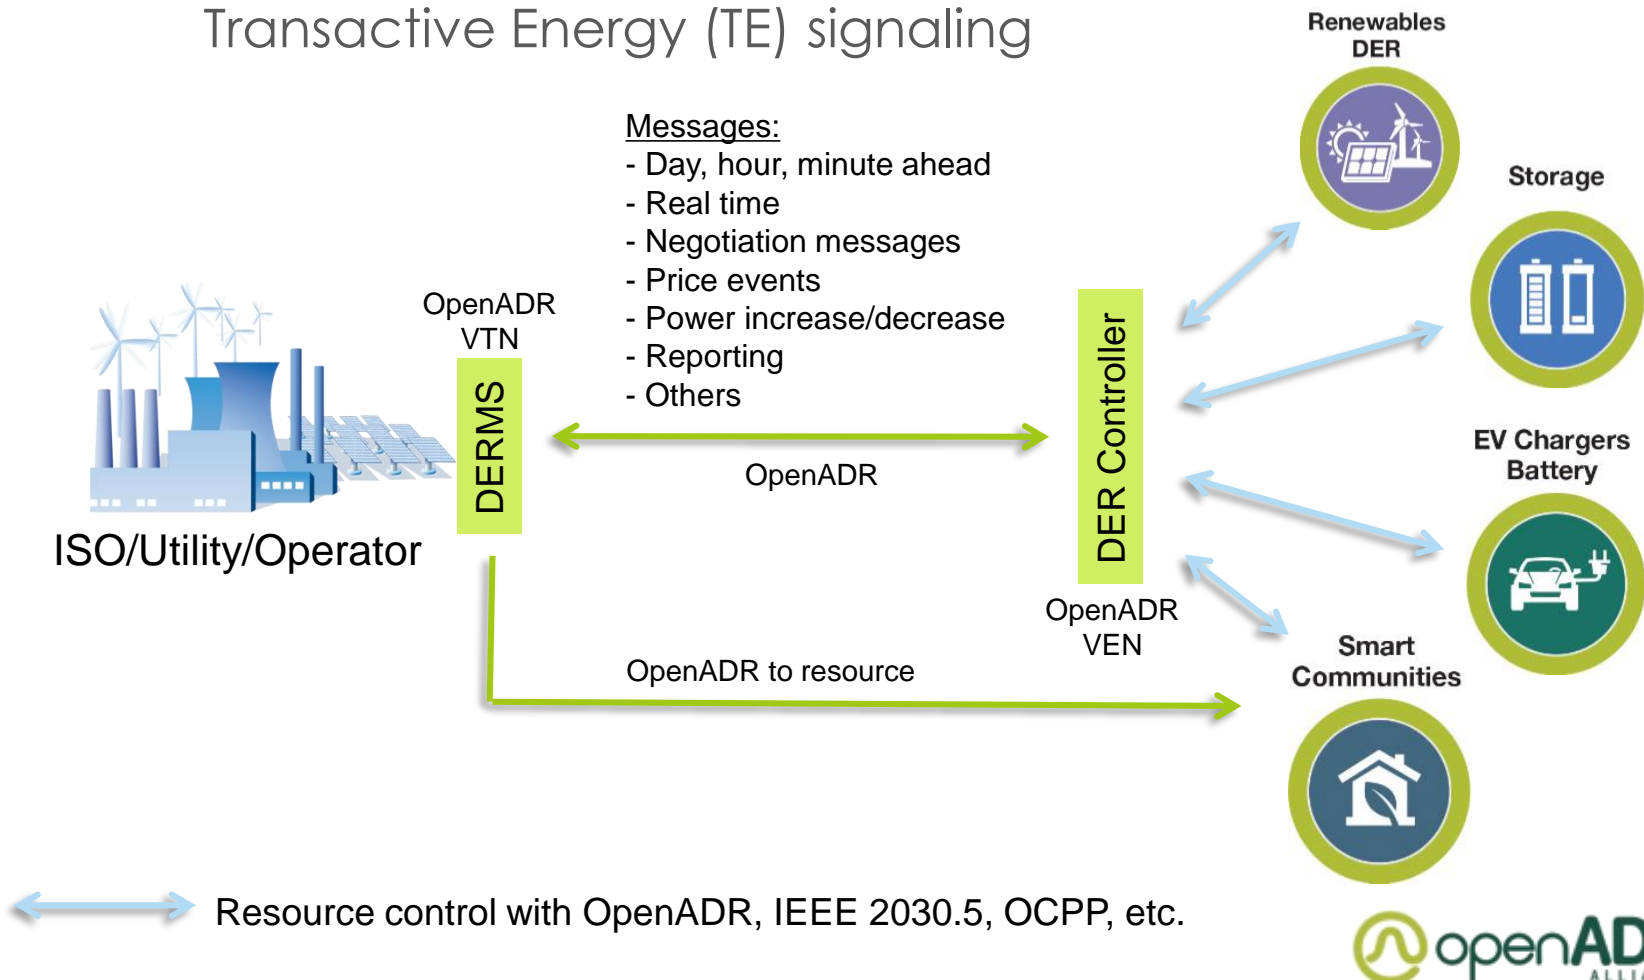 Transactive Energy (TE) signaling
Renewables
DER
Messages:
- Day, hour, minute ahead
- Real time
- Negotiation messages
- Price events
- Power increase/decrease
- Reporting
- Others
Storage
OpenADR
VTN
DERMS
DER Controller
EV Chargers
Battery
OpenADR
ISO/Utility/Operator
OpenADR
VEN
OpenADR to resource
Smart
Communities
Resource control with OpenADR, IEEE 2030.5, OCPP, etc.
openAD